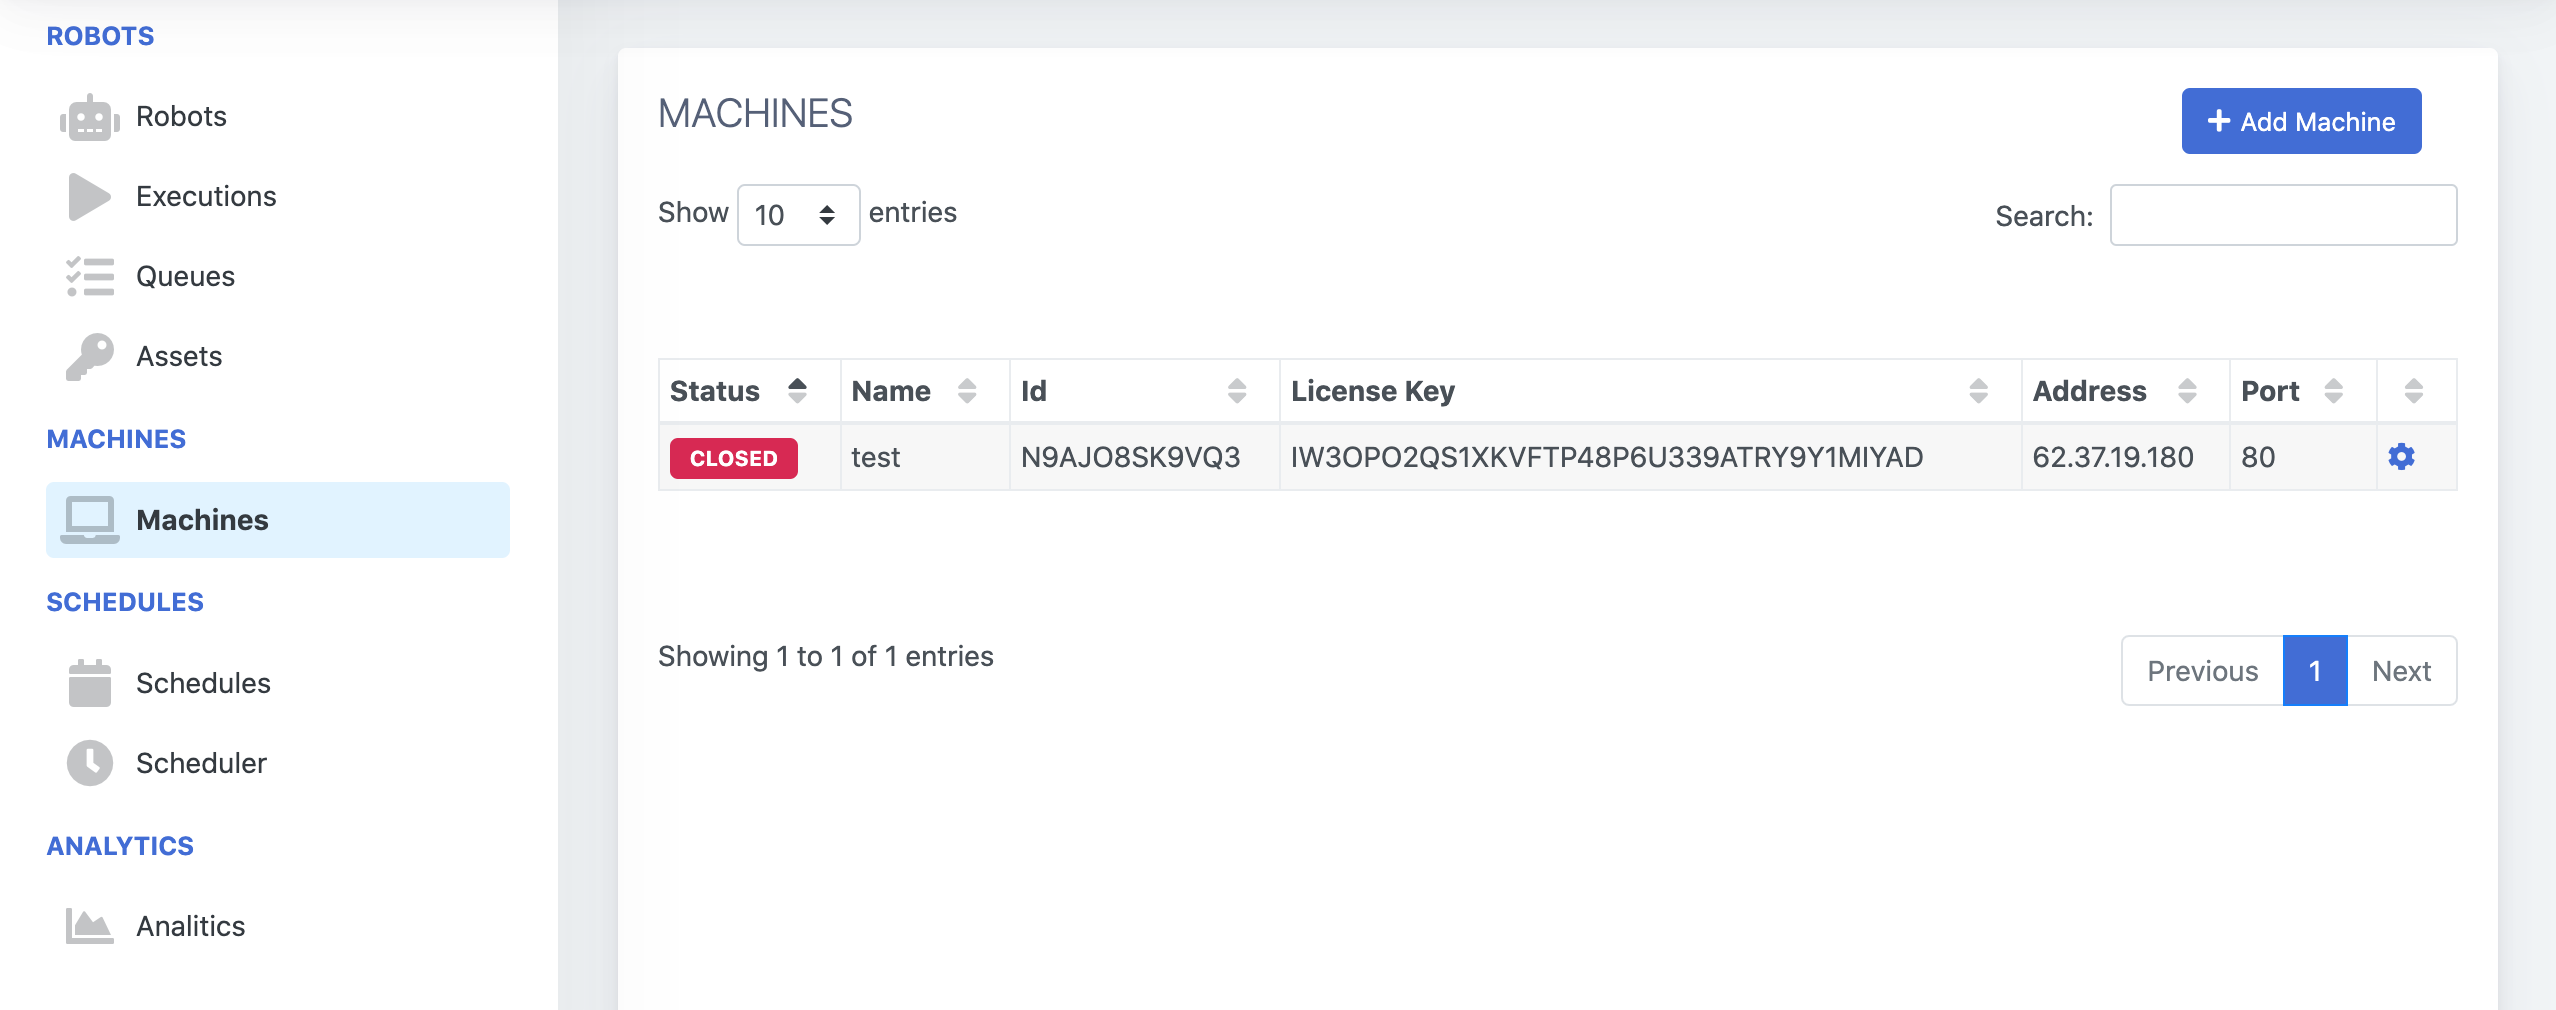 ROBOTS
Robots
Executions
Queues
Assets
MACHINES
Machines
SCHEDULES
Schedules
Scheduler
ANALYTICS
Analitics
MACHINES
Add Machine
Show 10 entries
Search:
Status Name Id License Key Address Port
CLOSED test N9AJO8SK9VQ3 IW3OPO2QS1XKVFTP48P6U339ATRY9Y1MIYAD 62.37.19.180 80
Showing 1 to 1 of 1 entries
Previous 1 Next